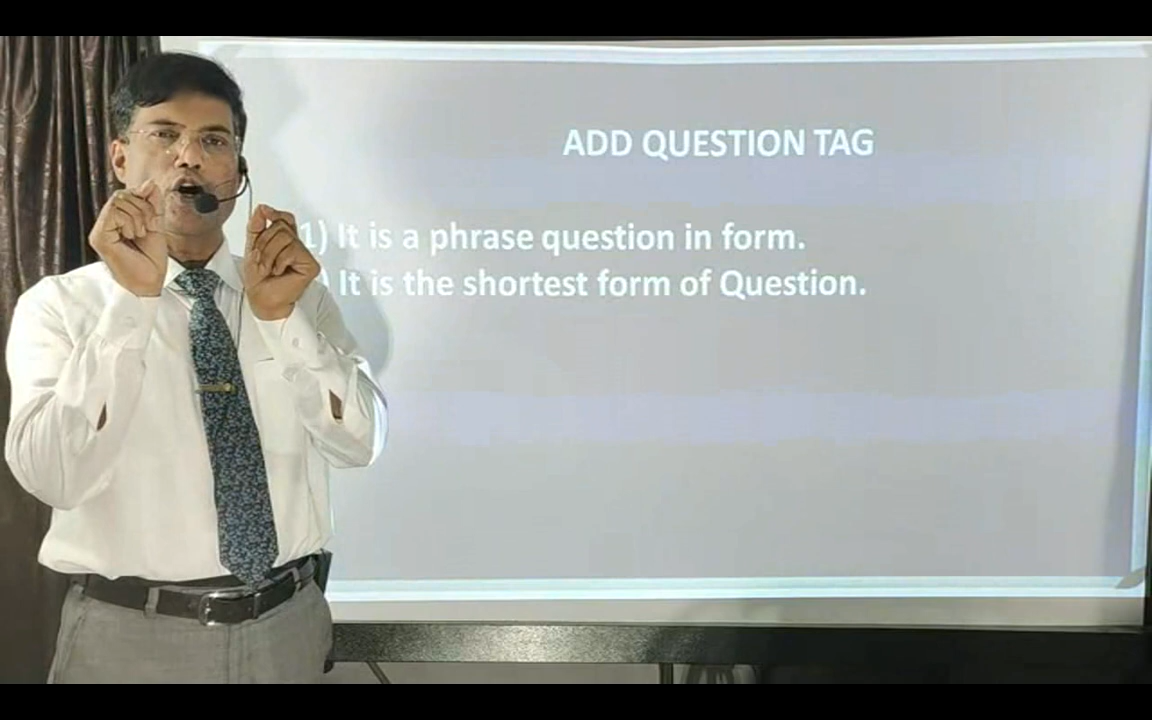 ADD QUESTION TAG
1) It is a phrase question in form.
) It is the shortest form of Question.